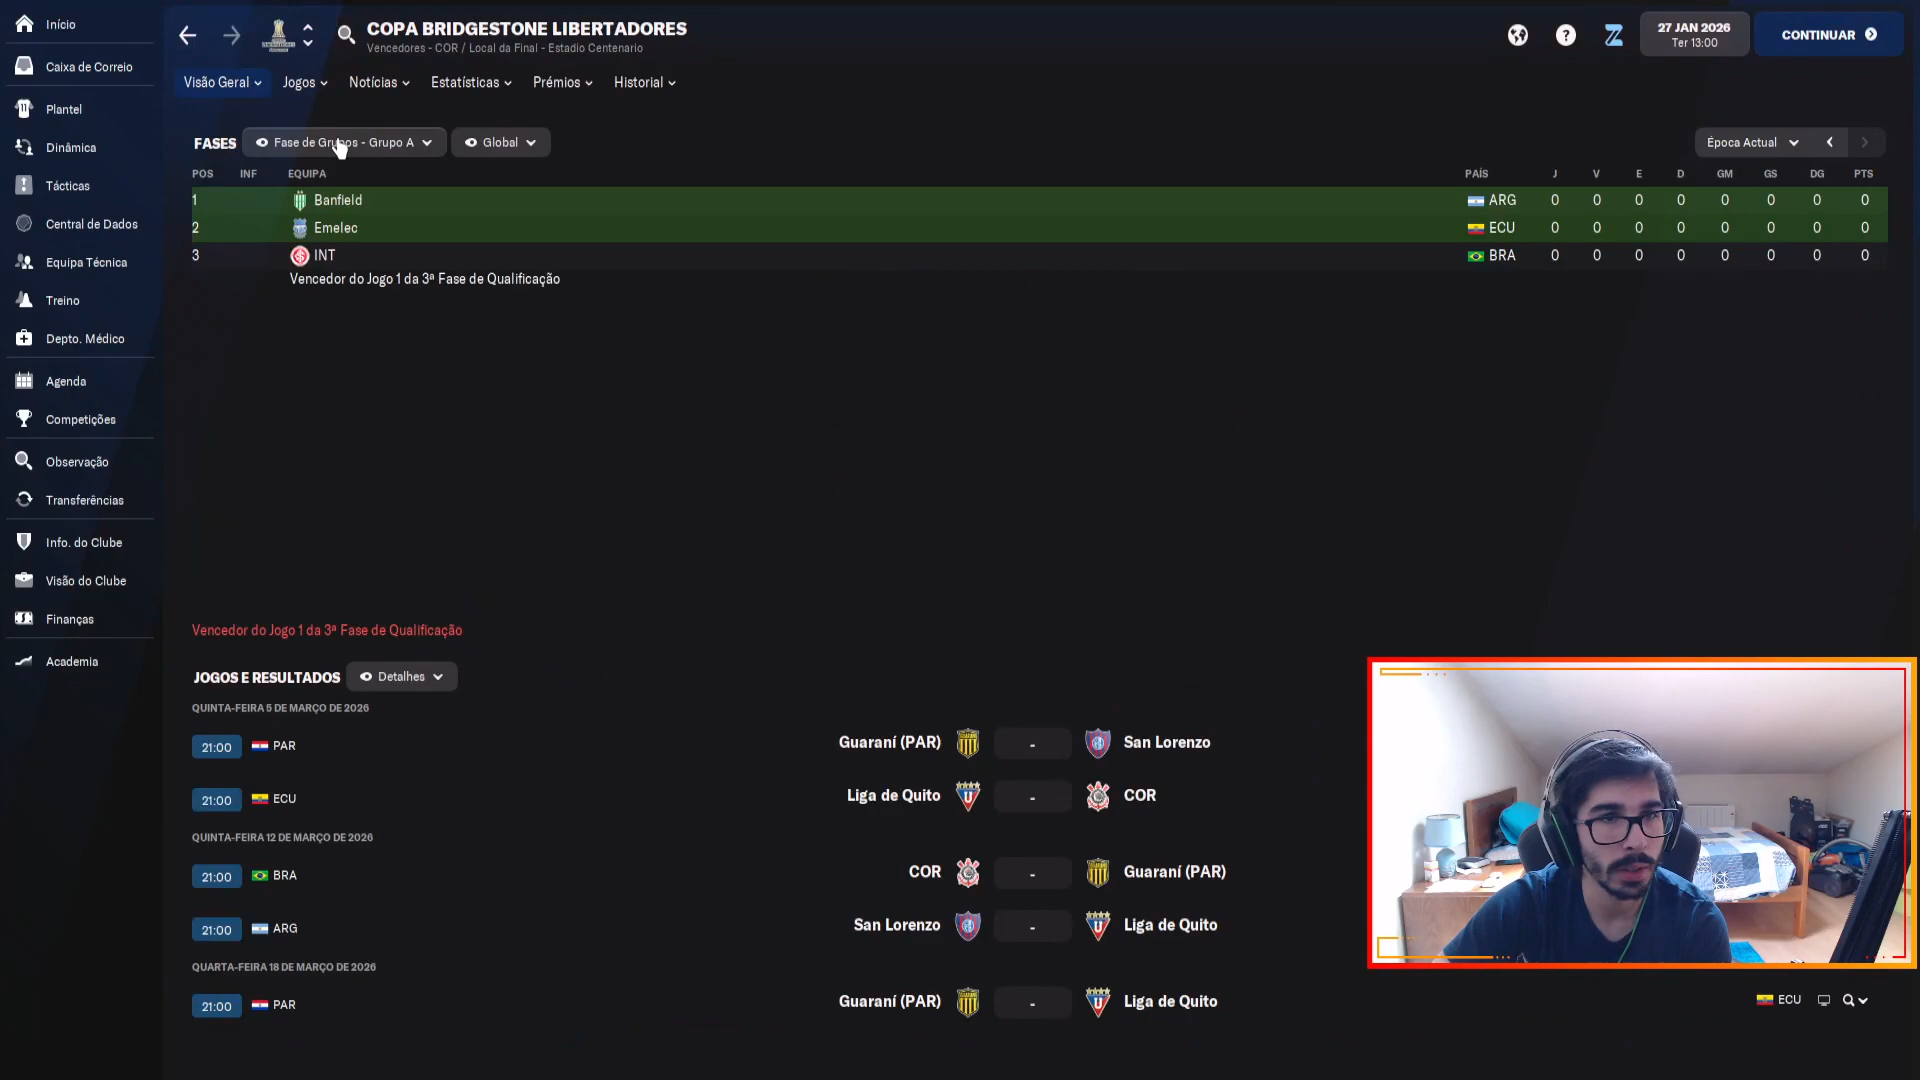 Início
Caixa de Correio
Plantel
Dinâmica
Tácticas
Central de Dados
Equipa Técnica
Treino
Depto. Médico
Agenda
Competições
Observação
Transferências
Info. do Clube
Visão do Clube
Finanças
Academia
COPA BRIDGESTONE LIBERTADORES
Vencedores - COR / Local da Final - Estadio Centenario
27 JAN 2026
Ter 13:00
CONTINUAR
Visão Geral Jogos Notícias Estatísticas Prémios Historial
FASES Fase de Grupos - Grupo A Global Época Actual
POS INF EQUIPA PAÍS J V E D GM GS DG PTS
1 Banfield ARG 0 0 0 0 0 0 0 0
2 Emelec ECU 0 0 0 0 0 0 0 0
3 INT BRA 0 0 0 0 0 0 0 0
Vencedor do Jogo 1 da 3ª Fase de Qualificação
Vencedor do Jogo 1 da 3ª Fase de Qualificação
JOGOS E RESULTADOS Detalhes
QUINTA-FEIRA 5 DE MARÇO DE 2026
21:00 PAR Guaraní (PAR) - San Lorenzo
21:00 ECU Liga de Quito - COR
QUINTA-FEIRA 12 DE MARÇO DE 2026
21:00 BRA COR - Guaraní (PAR)
21:00 ARG San Lorenzo - Liga de Quito
QUARTA-FEIRA 18 DE MARÇO DE 2026
21:00 PAR Guaraní (PAR) - Liga de Quito
ECU